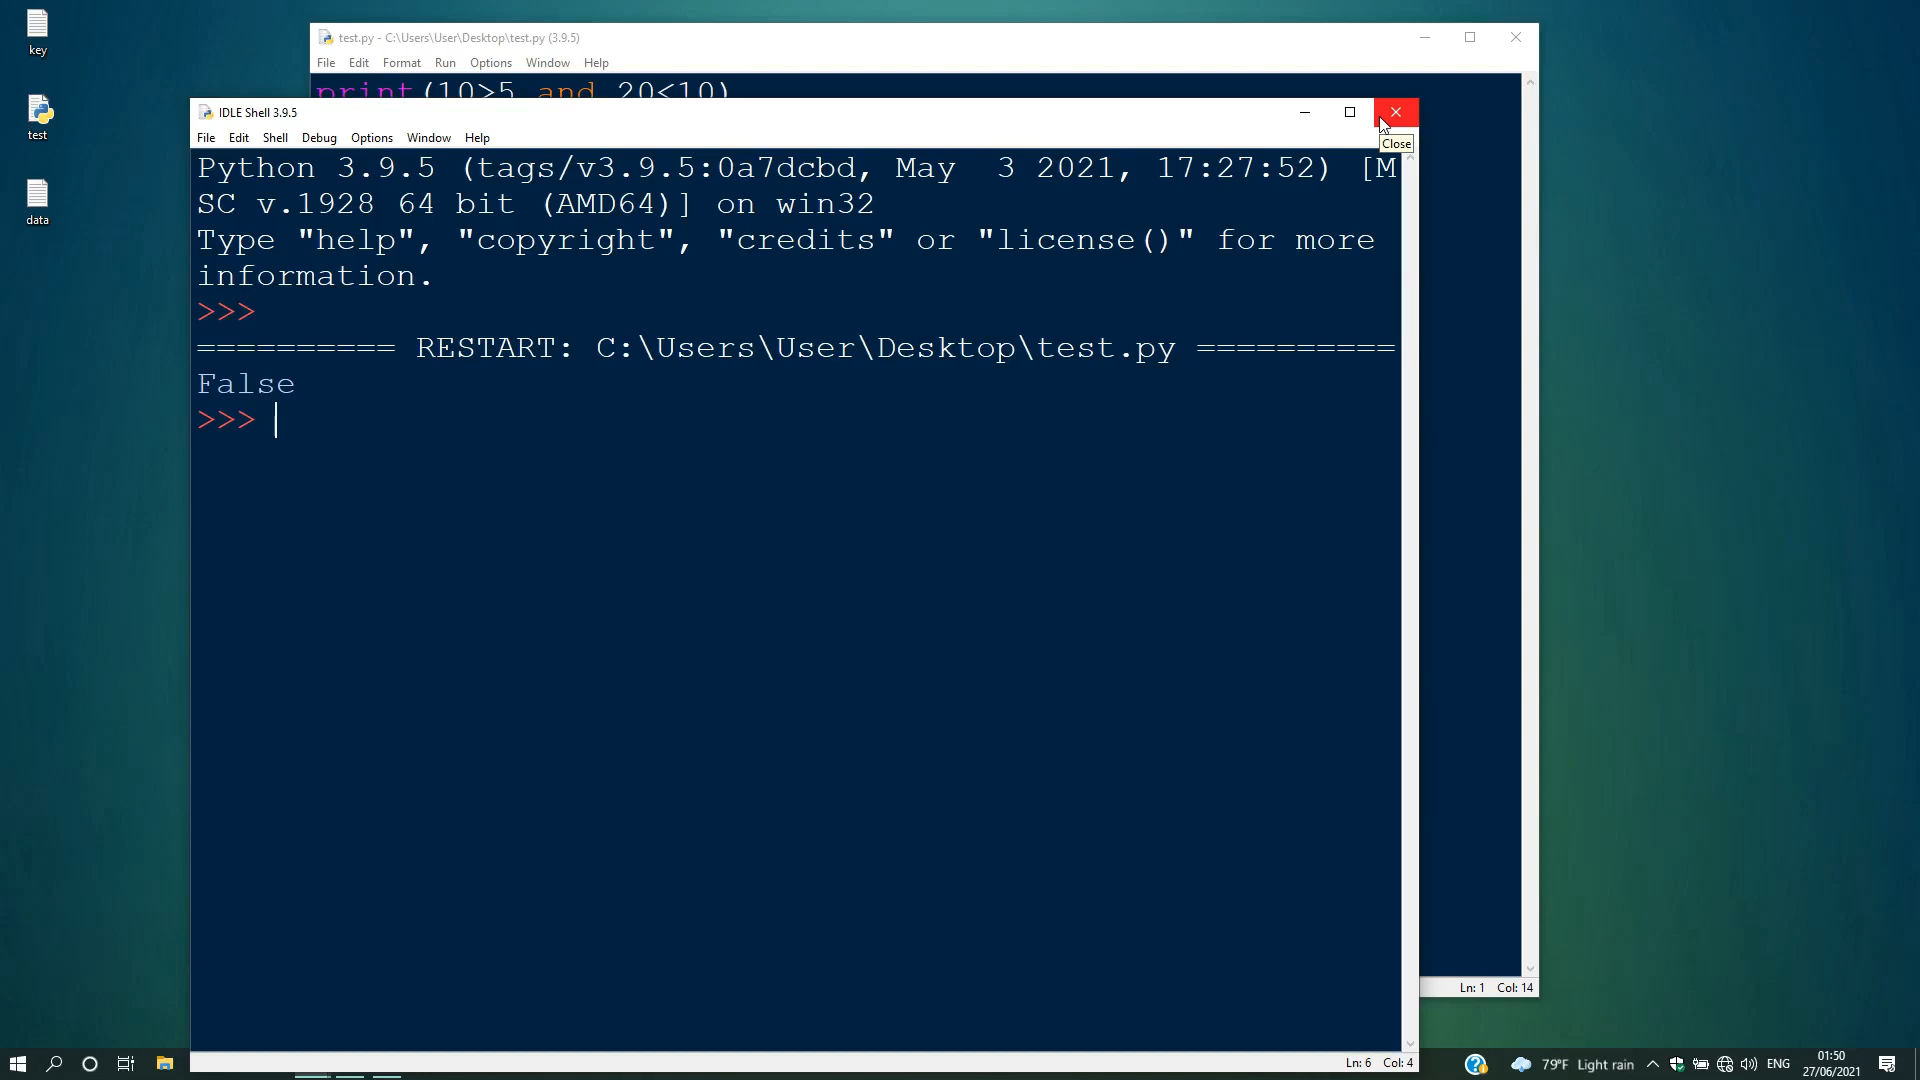 key
test
data
test.py - C:\Users\User\Desktop\test.py (3.9.5)
File Edit Format Run Options Window Help
print(10>5 and 20<10)
IDLE Shell 3.9.5
File Edit Shell Debug Options Window Help
Close
Python 3.9.5 (tags/v3.9.5:0a7dcbd, May  3 2021, 17:27:52) [M
SC v.1928 64 bit (AMD64)] on win32
Type "help", "copyright", "credits" or "license()" for more
information.
>>>
========== RESTART: C:\Users\User\Desktop\test.py ==========
False
>>>
Ln: 1 Col: 14
Ln: 6 Col: 4
79°F Light rain
ENG
01:50
27/06/2021